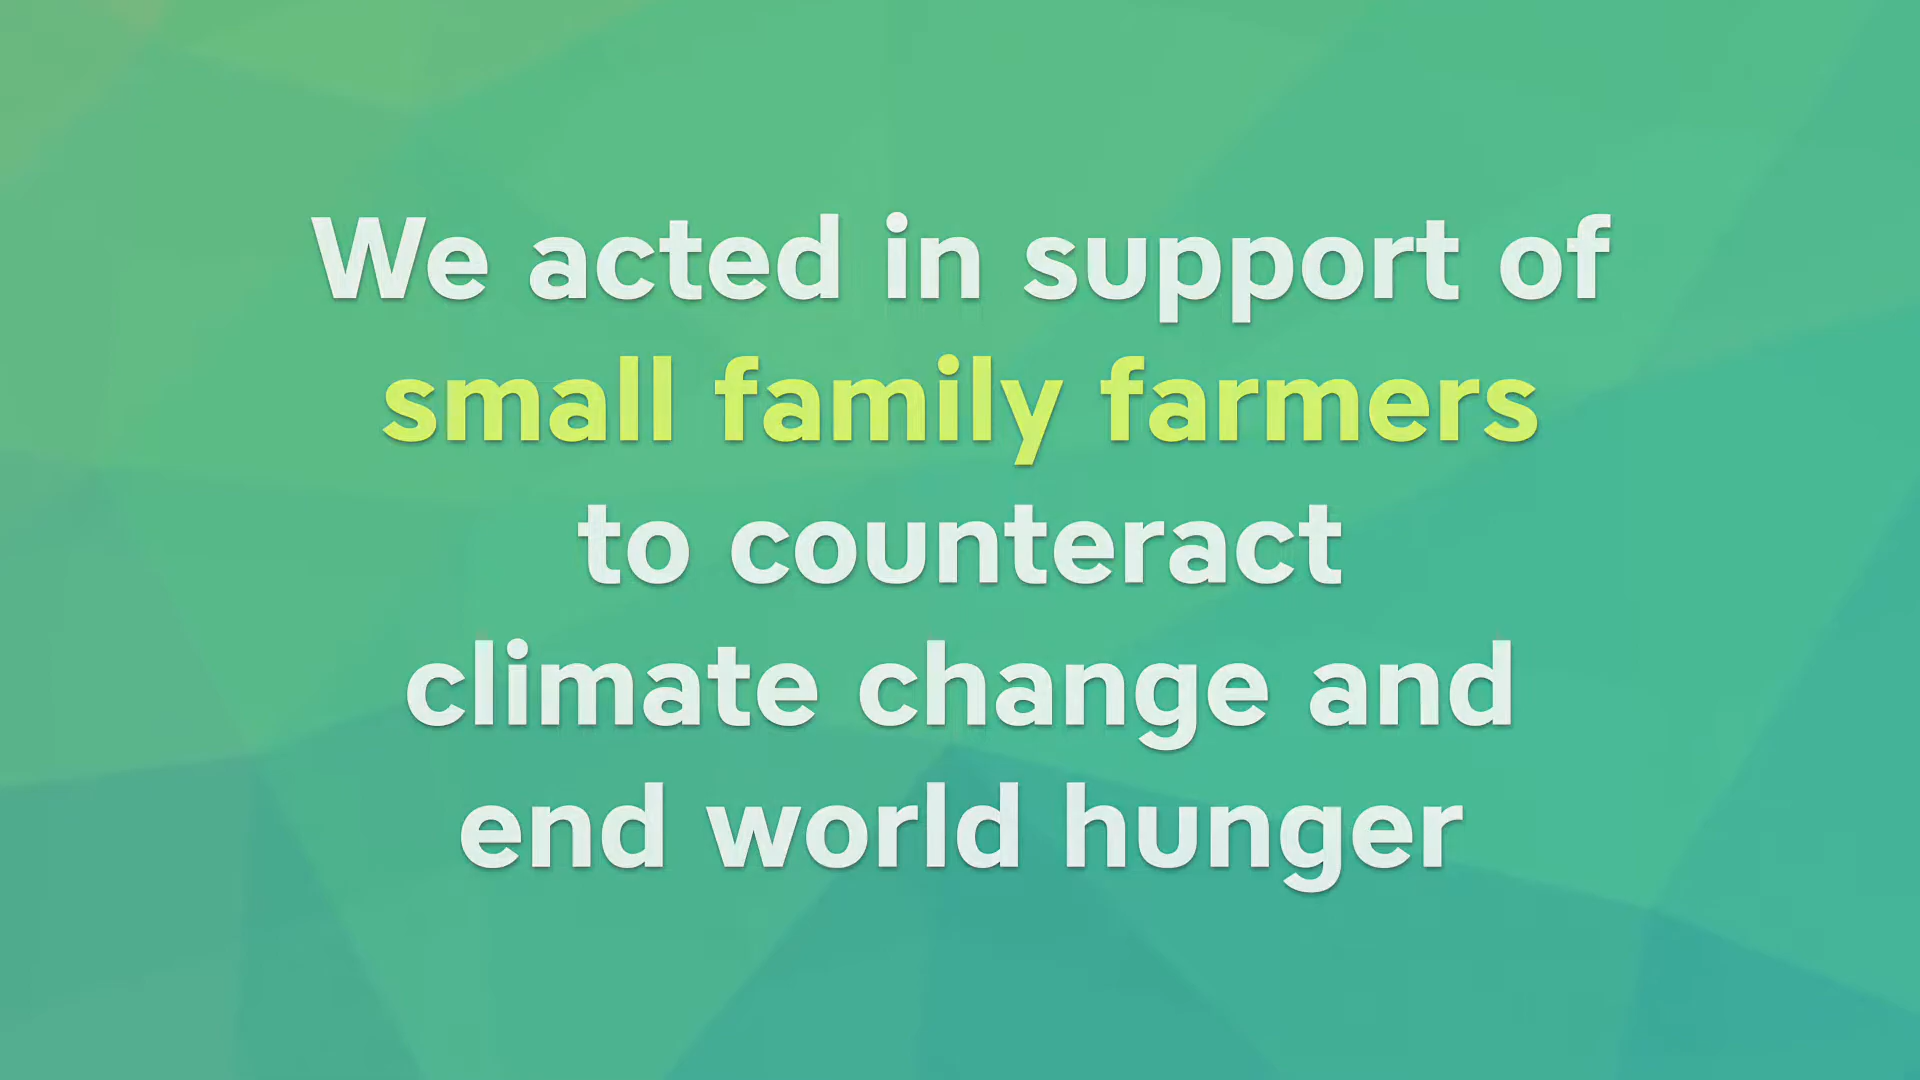 We acted in support of
small family farmers
to counteract
climate change and
end world hunger